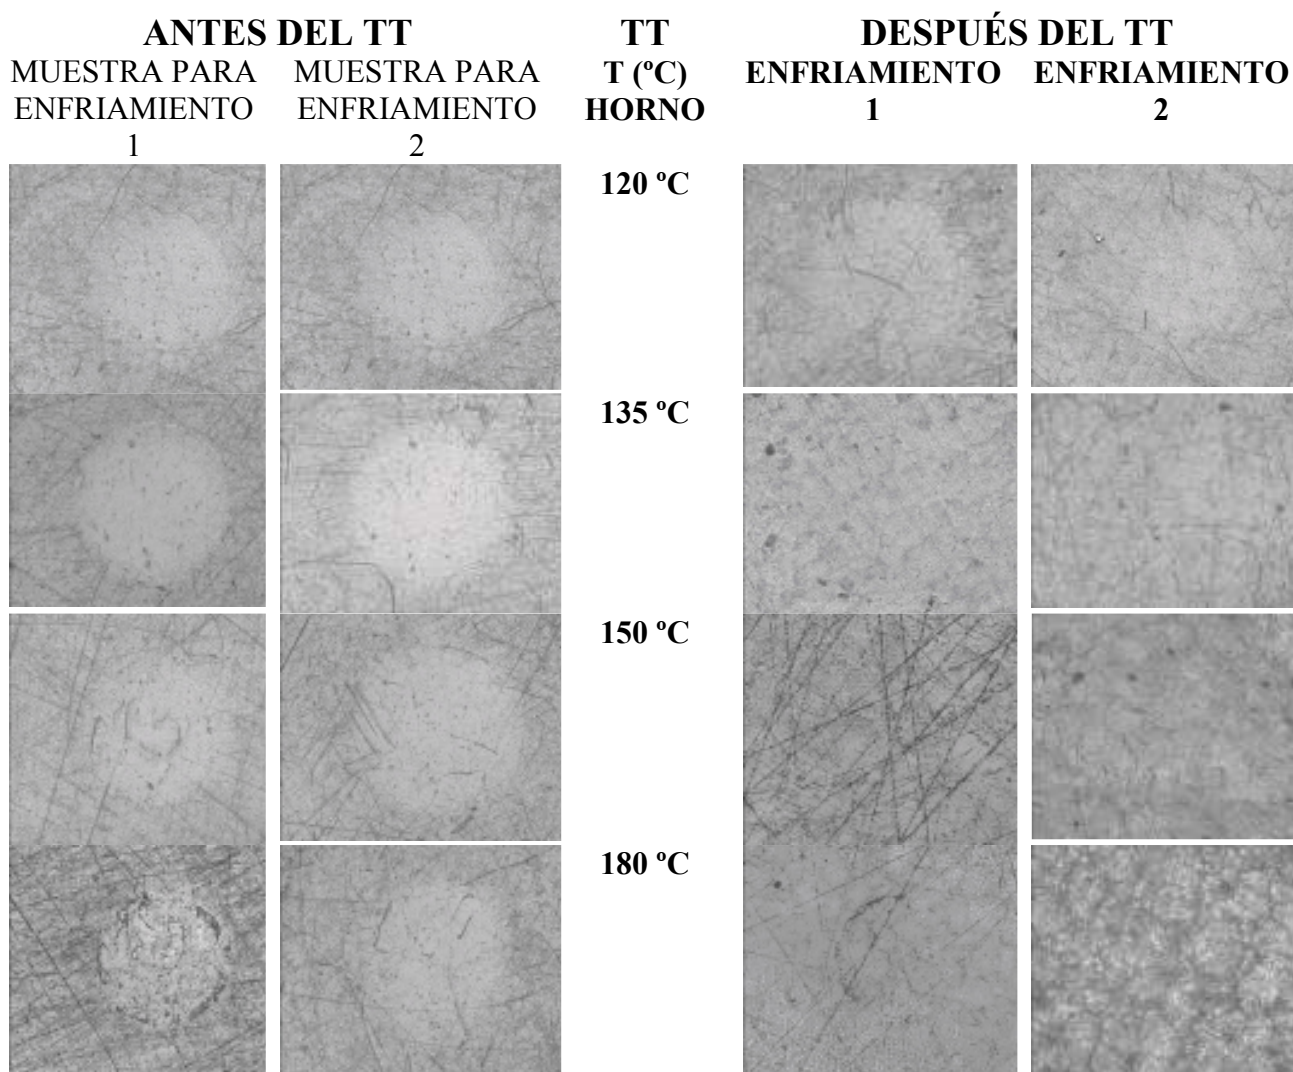 ANTES DEL TT
TT
DESPUÉS DEL TT
MUESTRA PARA
MUESTRA PARA
T (ºC)
ENFRIAMIENTO
ENFRIAMIENTO
ENFRIAMIENTO
ENFRIAMIENTO
HORNO
1
2
1
2
120 ºC
135 ºC
150 ºC
180 ºC